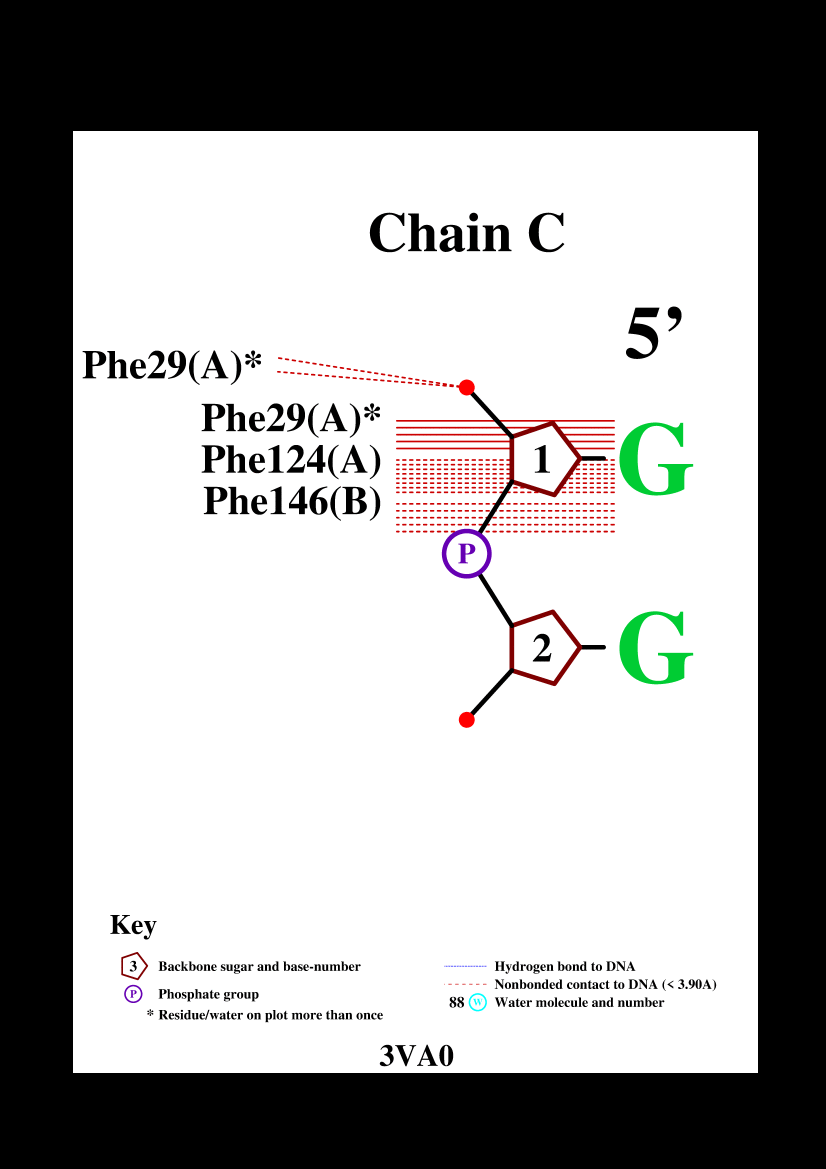 Chain C
5’
Phe29(A)*
Phe29(A)*
Phe124(A)
Phe146(B)
1
G
P
2
G
Key
3 Backbone sugar and base-number
P Phosphate group
* Residue/water on plot more than once
Hydrogen bond to DNA
Nonbonded contact to DNA (< 3.90A)
88 W Water molecule and number
3VA0